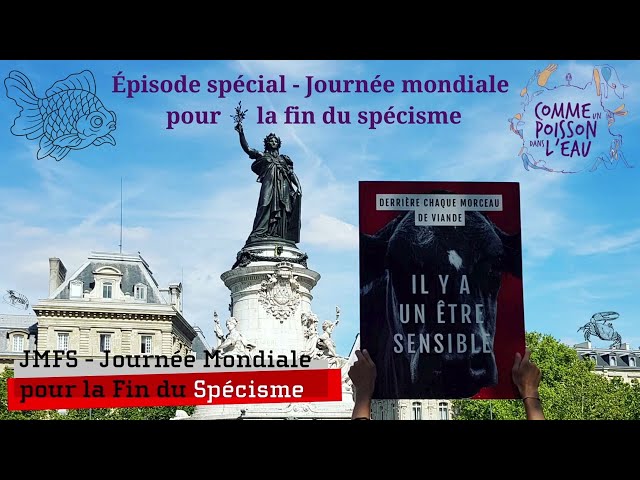 Épisode spécial - Journée mondiale
pour la fin du spécisme
COMME UN
POISSON
DANS L'EAU
DERRIÈRE CHAQUE MORCEAU
DE VIANDE
IL Y A
UN ÊTRE
SENSIBLE
JMFS - Journée Mondiale
pour la Fin du Spécisme